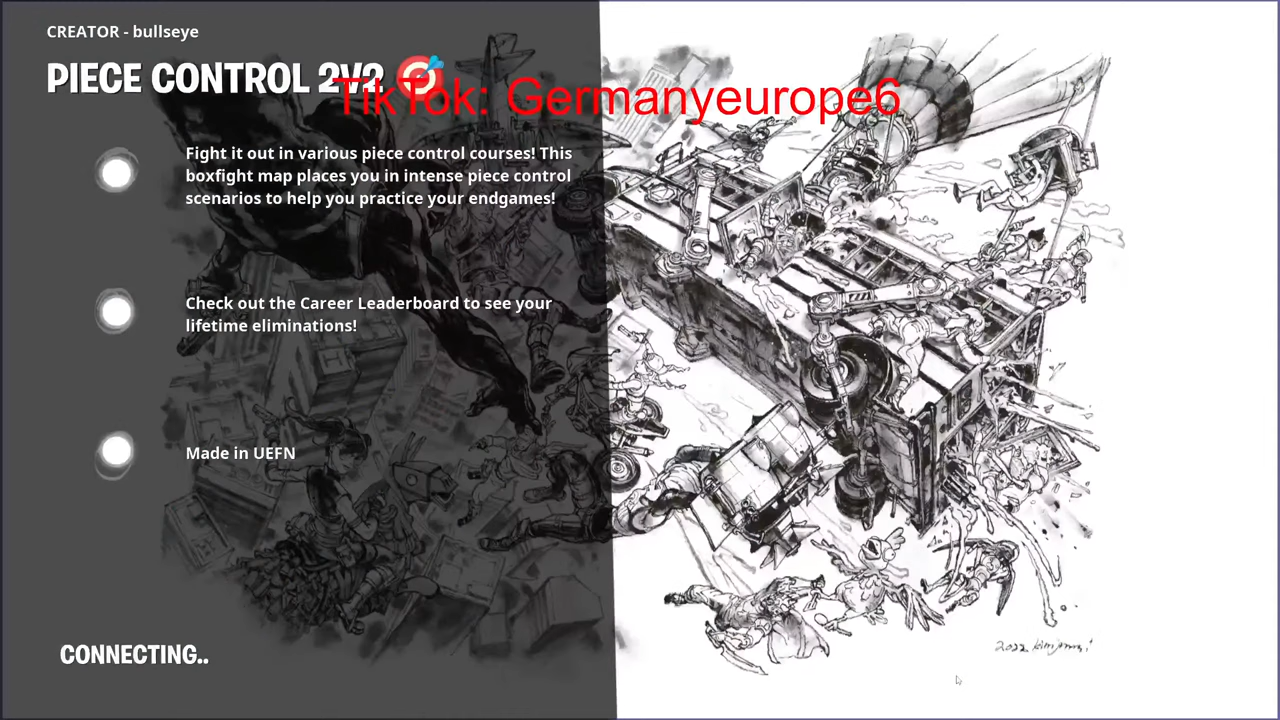 CREATOR - bullseye
PIECE CONTROL 2V2
TikTok: Germanyeurope6
Fight it out in various piece control courses! This
boxfight map places you in intense piece control
scenarios to help you practice your endgames!
Check out the Career Leaderboard to see your
lifetime eliminations!
Made in UEFN
CONNECTING..
2022